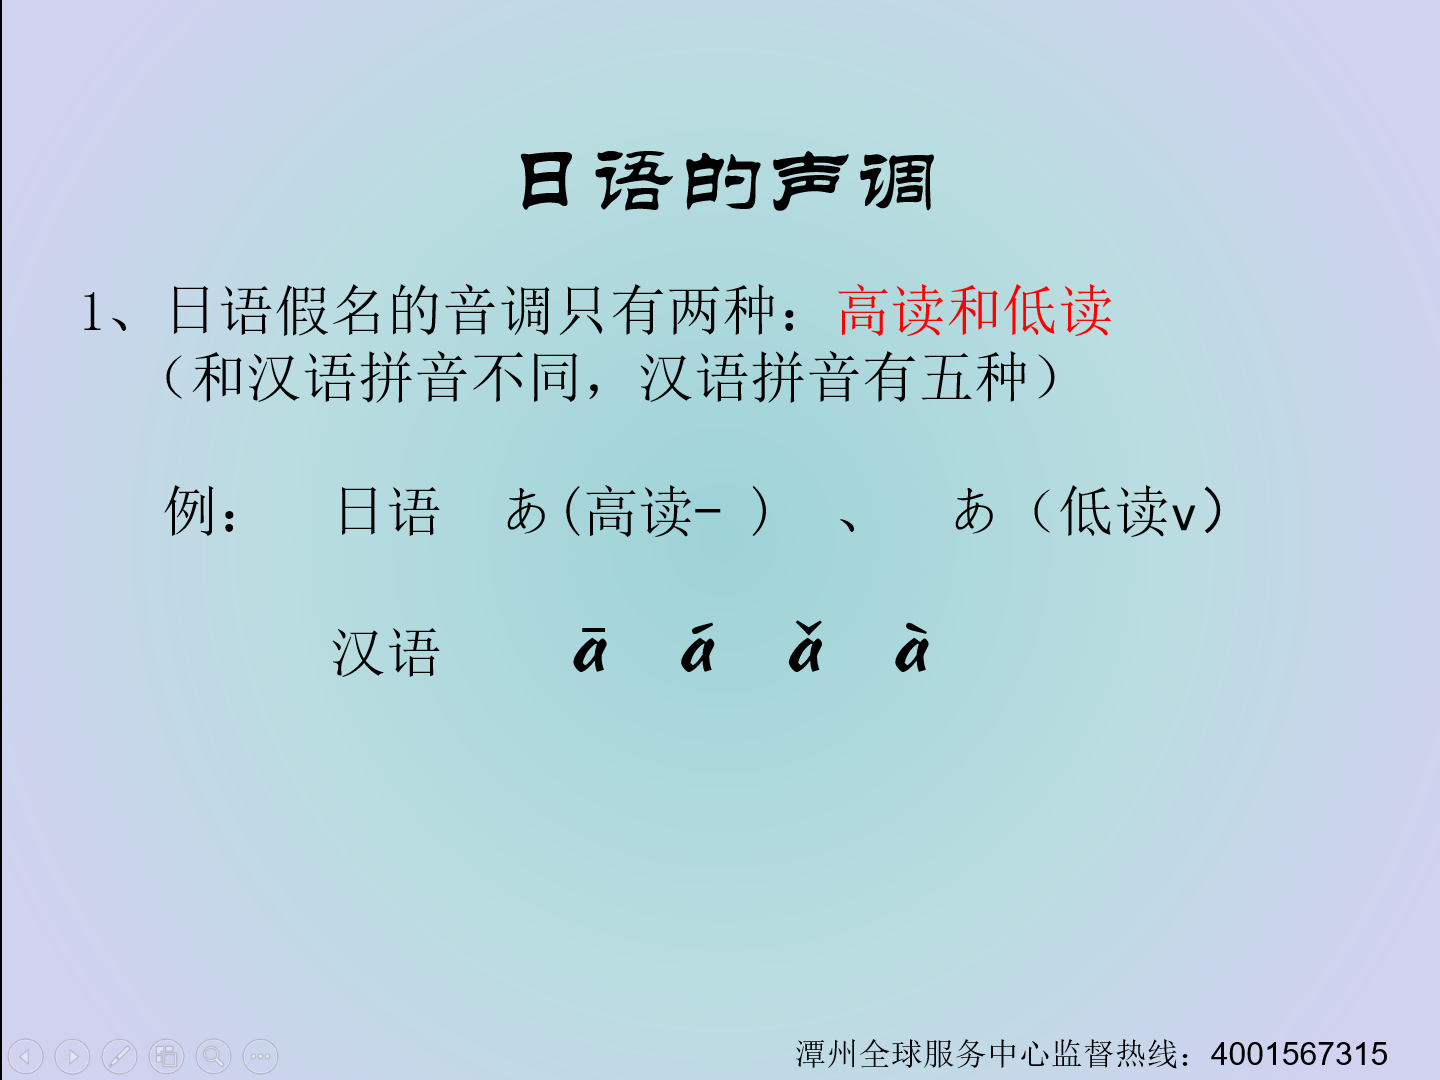 日语的声调
1、日语假名的音调只有两种：高读和低读
（和汉语拼音不同，汉语拼音有五种）
例： 日语 あ(高读- ) 、 あ（低读v）
汉语 ā á ǎ à
潭州全球服务中心监督热线：4001567315